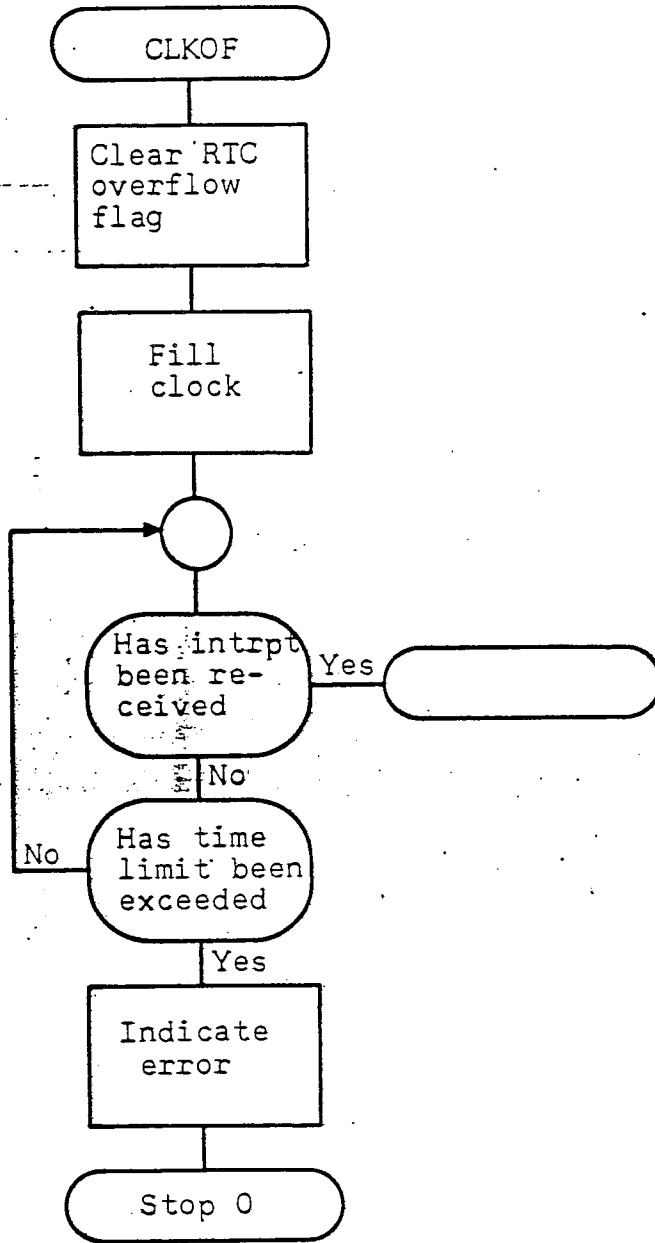 CLKOF
Clear RTC
overflow
flag
Fill
clock
Has intrpt
been re-
ceived
Yes
No
Has time
limit been
exceeded
No
Yes
Indicate
error
Stop 0